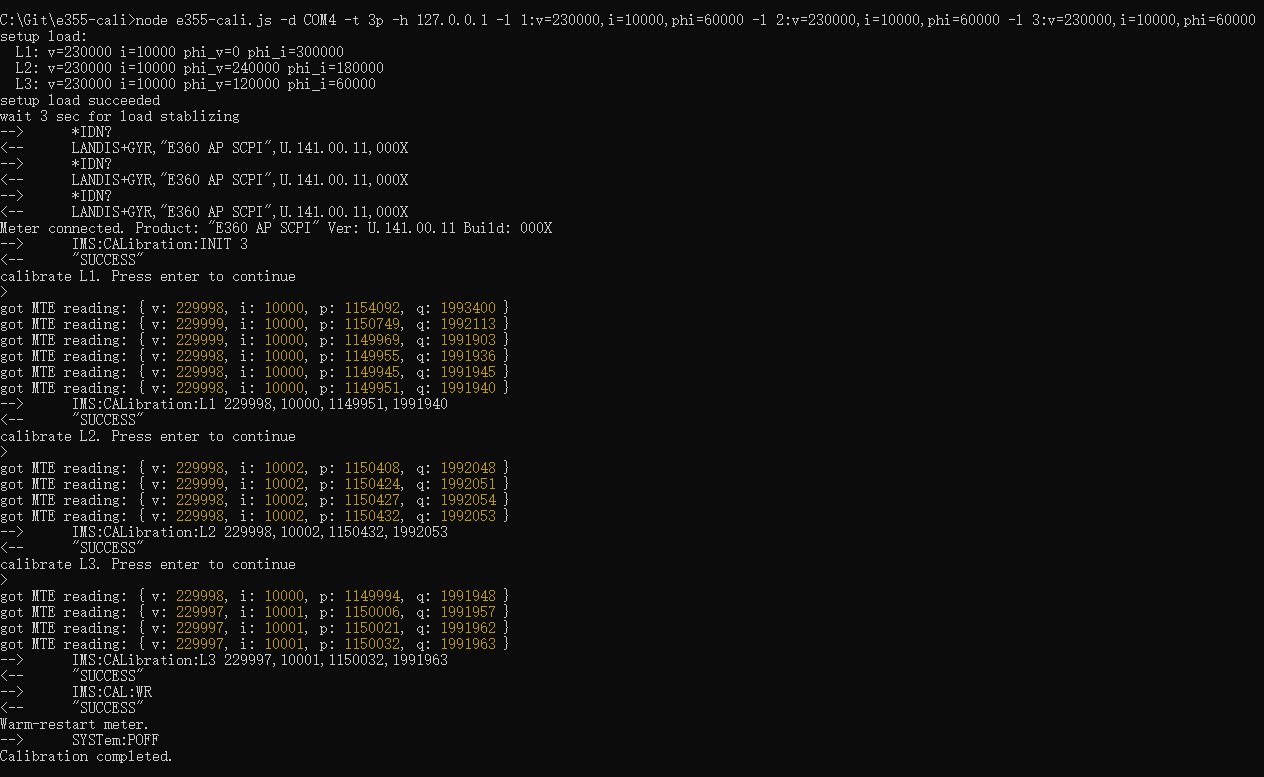 C:\Git\e355-cali>node e355-cali.js -d COM4 -t 3p -h 127.0.0.1 -l 1:v=230000,i=10000,phi=60000 -l 2:v=230000,i=10000,phi=60000 -l 3:v=230000,i=10000,phi=60000
setup load:
  L1: v=230000 i=10000 phi_v=0 phi_i=300000
  L2: v=230000 i=10000 phi_v=240000 phi_i=180000
  L3: v=230000 i=10000 phi_v=120000 phi_i=60000
setup load succeeded
wait 3 sec for load stablizing
-->      *IDN?
<--      LANDIS+GYR,"E360 AP SCPI",U.141.00.11,000X
-->      *IDN?
<--      LANDIS+GYR,"E360 AP SCPI",U.141.00.11,000X
-->      *IDN?
<--      LANDIS+GYR,"E360 AP SCPI",U.141.00.11,000X
Meter connected. Product: "E360 AP SCPI" Ver: U.141.00.11 Build: 000X
-->      IMS:CALibration:INIT 3
<--      "SUCCESS"
calibrate L1. Press enter to continue
>
got MTE reading: { v: 229998, i: 10000, p: 1154092, q: 1993400 }
got MTE reading: { v: 229999, i: 10000, p: 1150749, q: 1992113 }
got MTE reading: { v: 229999, i: 10000, p: 1149969, q: 1991903 }
got MTE reading: { v: 229998, i: 10000, p: 1149955, q: 1991936 }
got MTE reading: { v: 229998, i: 10000, p: 1149945, q: 1991945 }
got MTE reading: { v: 229998, i: 10000, p: 1149951, q: 1991940 }
-->      IMS:CALibration:L1 229998,10000,1149951,1991940
<--      "SUCCESS"
calibrate L2. Press enter to continue
>
got MTE reading: { v: 229998, i: 10002, p: 1150408, q: 1992048 }
got MTE reading: { v: 229999, i: 10002, p: 1150424, q: 1992051 }
got MTE reading: { v: 229998, i: 10002, p: 1150427, q: 1992054 }
got MTE reading: { v: 229998, i: 10002, p: 1150432, q: 1992053 }
-->      IMS:CALibration:L2 229998,10002,1150432,1992053
<--      "SUCCESS"
calibrate L3. Press enter to continue
>
got MTE reading: { v: 229998, i: 10000, p: 1149994, q: 1991948 }
got MTE reading: { v: 229997, i: 10001, p: 1150006, q: 1991957 }
got MTE reading: { v: 229997, i: 10001, p: 1150021, q: 1991962 }
got MTE reading: { v: 229997, i: 10001, p: 1150032, q: 1991963 }
-->      IMS:CALibration:L3 229997,10001,1150032,1991963
<--      "SUCCESS"
-->      IMS:CAL:WR
<--      "SUCCESS"
Warm-restart meter.
-->      SYSTem:POFF
Calibration completed.